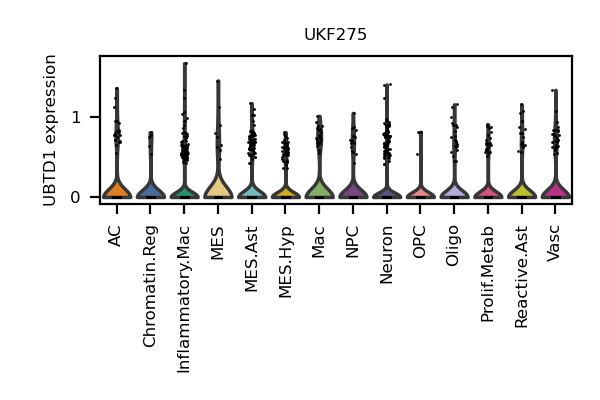 UKF275
UBTD1 expression
1
0
AC
Chromatin.Reg
Inflammatory.Mac
MES
MES.Ast
MES.Hyp
Mac
NPC
Neuron
OPC
Oligo
Prolif.Metab
Reactive.Ast
Vasc